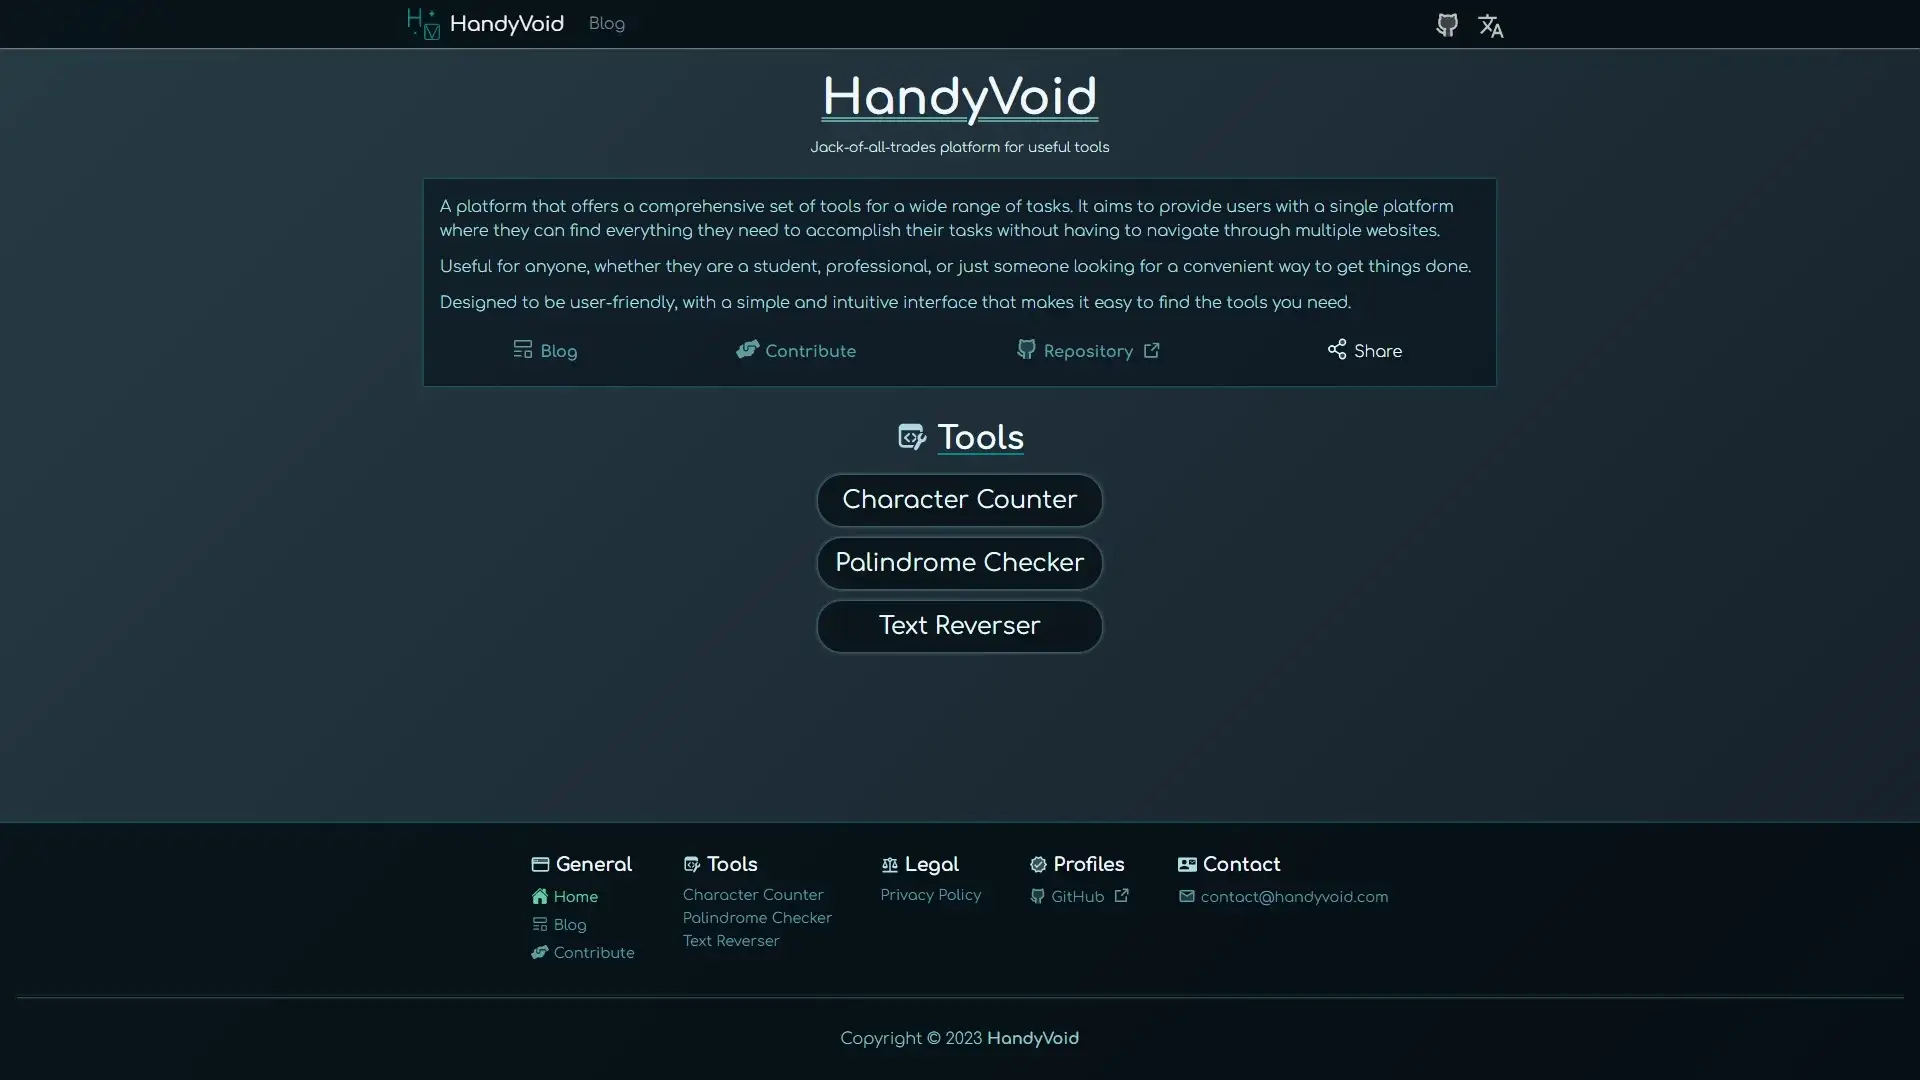 HandyVoid
Blog
HandyVoid
Jack-of-all-trades platform for useful tools
A platform that offers a comprehensive set of tools for a wide range of tasks. It aims to provide users with a single platform
where they can find everything they need to accomplish their tasks without having to navigate through multiple websites.
Useful for anyone, whether they are a student, professional, or just someone looking for a convenient way to get things done.
Designed to be user-friendly, with a simple and intuitive interface that makes it easy to find the tools you need.
Blog
Contribute
Repository
Share
Tools
Character Counter
Palindrome Checker
Text Reverser
General
Home
Blog
Contribute
Tools
Character Counter
Palindrome Checker
Text Reverser
Legal
Privacy Policy
Profiles
GitHub
Contact
contact@handyvoid.com
Copyright © 2023 HandyVoid